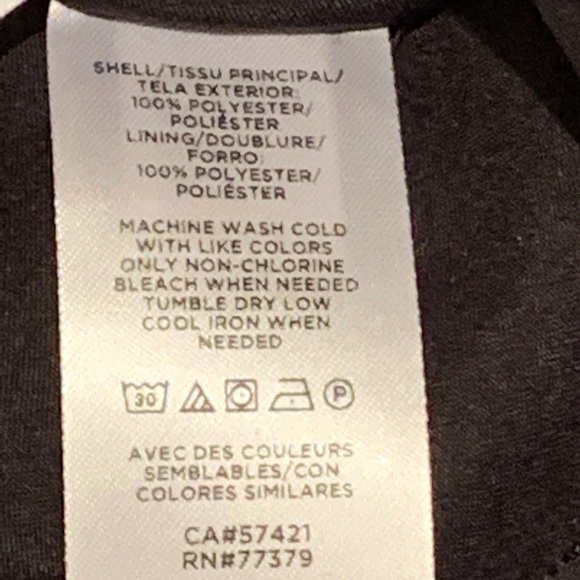 SHELL/TISSU PRINCIPAL/
TELA EXTERIOR:
100% POLYESTER/
POLIÉSTER
LINING/DOUBLURE/
FORRO:
100% POLYESTER/
POLIÉSTER
MACHINE WASH COLD
WITH LIKE COLORS
ONLY NON-CHLORINE
BLEACH WHEN NEEDED
TUMBLE DRY LOW
COOL IRON WHEN
NEEDED
30 P
AVEC DES COULEURS
SEMBLABLES/CON
COLORES SIMILARES
CA#57421
RN#77379